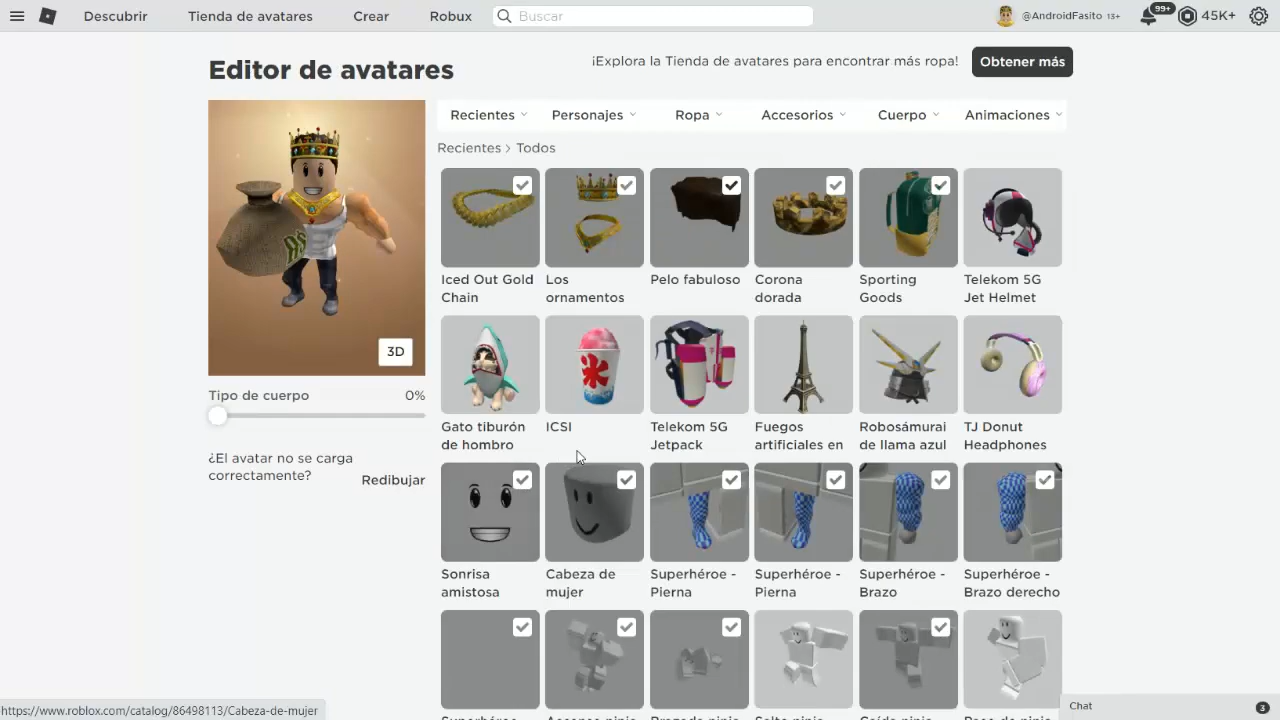 Descubrir Tienda de avatares Crear Robux Buscar @AndroidFasito 13+ 99+ 45K+
Editor de avatares
¡Explora la Tienda de avatares para encontrar más ropa! Obtener más
Recientes Personajes Ropa Accesorios Cuerpo Animaciones
Recientes > Todos
3D
Tipo de cuerpo 0%
¿El avatar no se carga
correctamente?
Redibujar
Iced Out Gold
Chain
Los
ornamentos
Pelo fabuloso
Corona
dorada
Sporting
Goods
Telekom 5G
Jet Helmet
Gato tiburón
de hombro
ICSI
Telekom 5G
Jetpack
Fuegos
artificiales en
Robosámurai
de llama azul
TJ Donut
Headphones
Sonrisa
amistosa
Cabeza de
mujer
Superhéroe -
Pierna
Superhéroe -
Pierna
Superhéroe -
Brazo
Superhéroe -
Brazo derecho
https://www.roblox.com/catalog/86498113/Cabeza-de-mujer
Chat 3